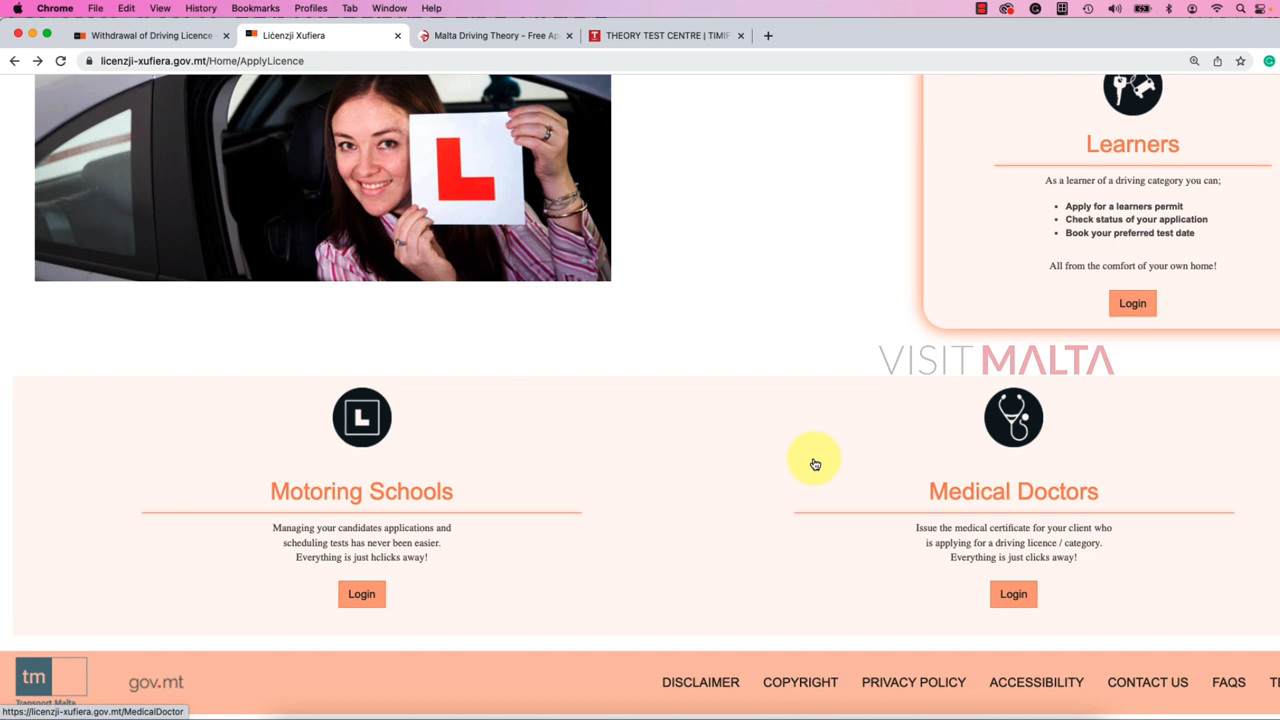 Chrome File Edit View History Bookmarks Profiles Tab Window Help
Withdrawal of Driving Licence
Liċenzji Xufiera
Malta Driving Theory - Free Ap
THEORY TEST CENTRE | TIMIF
licenzji-xufiera.gov.mt/Home/ApplyLicence
L
Learners
As a learner of a driving category you can;
• Apply for a learners permit
• Check status of your application
• Book your preferred test date
All from the comfort of your own home!
Login
VISIT MALTA
L
Motoring Schools
Managing your candidates applications and
scheduling tests has never been easier.
Everything is just hclicks away!
Login
Medical Doctors
Issue the medical certificate for your client who
is applying for a driving licence / category.
Everything is just clicks away!
Login
tm
Transport Malta
gov.mt
DISCLAIMER COPYRIGHT PRIVACY POLICY ACCESSIBILITY CONTACT US FAQS
https://licenzji-xufiera.gov.mt/MedicalDoctor